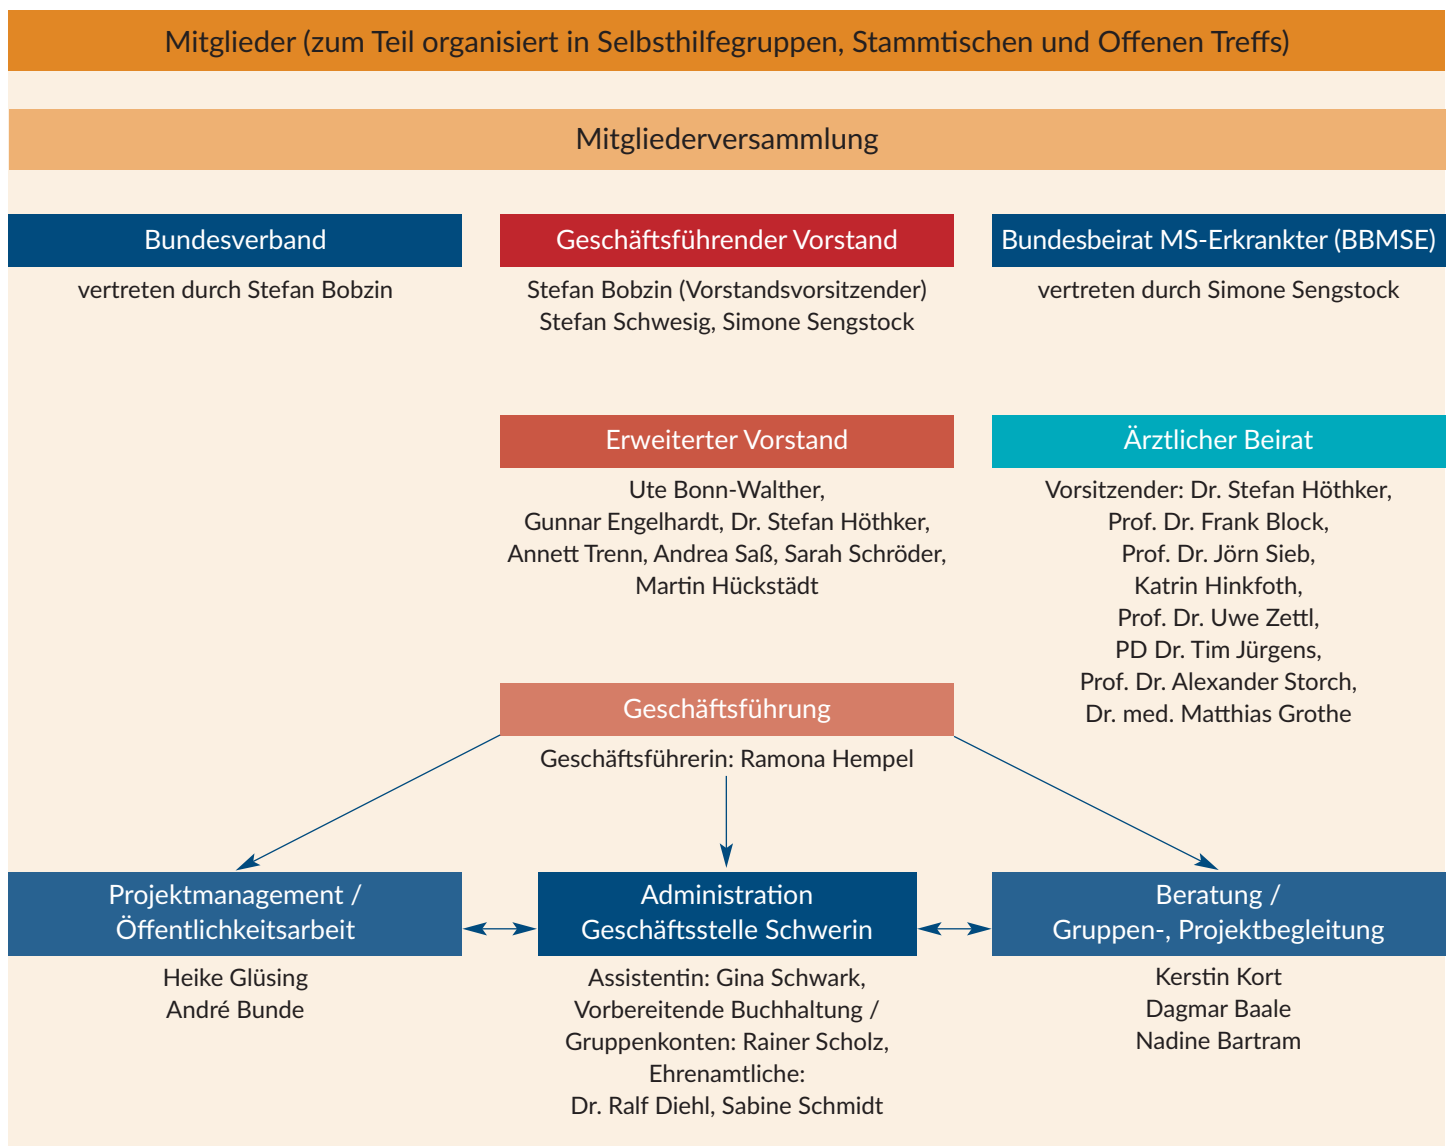 Mitglieder (zum Teil organisiert in Selbsthilfegruppen, Stammtischen und Offenen Treffs)
Mitgliederversammlung
Bundesverband
vertreten durch Stefan Bobzin
Geschäftsführender Vorstand
Stefan Bobzin (Vorstandsvorsitzender)
Stefan Schwesig, Simone Sengstock
Bundesbeirat MS-Erkrankter (BBMSE)
vertreten durch Simone Sengstock
Erweiterter Vorstand
Ute Bonn-Walther,
Gunnar Engelhardt, Dr. Stefan Höthker,
Annett Trenn, Andrea Saß, Sarah Schröder,
Martin Hückstädt
Ärztlicher Beirat
Vorsitzender: Dr. Stefan Höthker,
Prof. Dr. Frank Block,
Prof. Dr. Jörn Sieb,
Katrin Hinkfoth,
Prof. Dr. Uwe Zettl,
PD Dr. Tim Jürgens,
Prof. Dr. Alexander Storch,
Dr. med. Matthias Grothe
Geschäftsführung
Geschäftsführerin: Ramona Hempel
Projektmanagement /
Öffentlichkeitsarbeit
Heike Glüsing
André Bunde
Administration
Geschäftsstelle Schwerin
Assistentin: Gina Schwark,
Vorbereitende Buchhaltung /
Gruppenkonten: Rainer Scholz,
Ehrenamtliche:
Dr. Ralf Diehl, Sabine Schmidt
Beratung /
Gruppen-, Projektbegleitung
Kerstin Kort
Dagmar Baale
Nadine Bartram